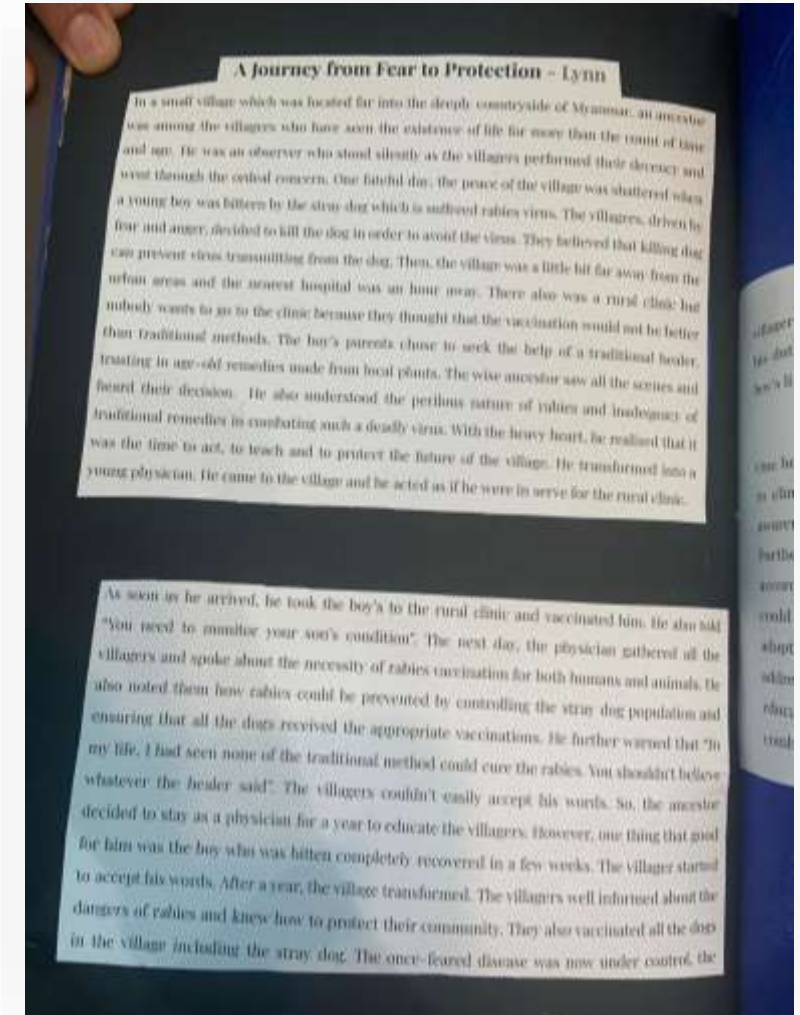 A Journey from Fear to Protection - Lynn
In a small village which was located far into the deeply countryside of Myanmar, an ancestor
was among the villagers who have seen the existence of life for more than the count of time
and age. He was an observer who stood silently as the villagers performed their decency and
went through the ordeal concern. One fateful day, the peace of the village was shattered when
a young boy was bitten by the stray dog which is suffered rabies virus. The villagers, driven by
fear and anger, decided to kill the dog in order to avoid the virus. They believed that killing dog
can prevent virus transmitting from the dog. Then, the village was a little bit far away from the
urban areas and the nearest hospital was an hour away. There also was a rural clinic but
nobody wants to go to the clinic because they thought that the vaccination would not be better
than traditional methods. The boy's parents chose to seek the help of a traditional healer,
trusting in age-old remedies made from local plants. The wise ancestor saw all the scenes and
heard their decision. He also understood the perilous nature of rabies and inadequacy of
traditional remedies in combating such a deadly virus. With the heavy heart, he realised that it
was the time to act, to teach and to protect the future of the village. He transformed into a
young physician. He came to the village and he acted as if he were in serve for the rural clinic.
As soon as he arrived, he took the boy's to the rural clinic and vaccinated him. He also told
"You need to monitor your son's condition". The next day, the physician gathered all the
villagers and spoke about the necessity of rabies vaccination for both humans and animals. He
also noted them how rabies could be prevented by controlling the stray dog population and
ensuring that all the dogs received the appropriate vaccinations. He further warned that "In
my life, I had seen none of the traditional method could cure the rabies. You shouldn't believe
whatever the healer said". The villagers couldn't easily accept his words. So, the ancestor
decided to stay as a physician for a year to educate the villagers. However, one thing that good
for him was the boy who was bitten completely recovered in a few weeks. The villager started
to accept his words. After a year, the village transformed. The villagers well informed about the
dangers of rabies and knew how to protect their community. They also vaccinated all the dogs
in the village including the stray dog. The once-feared disease was now under control, the